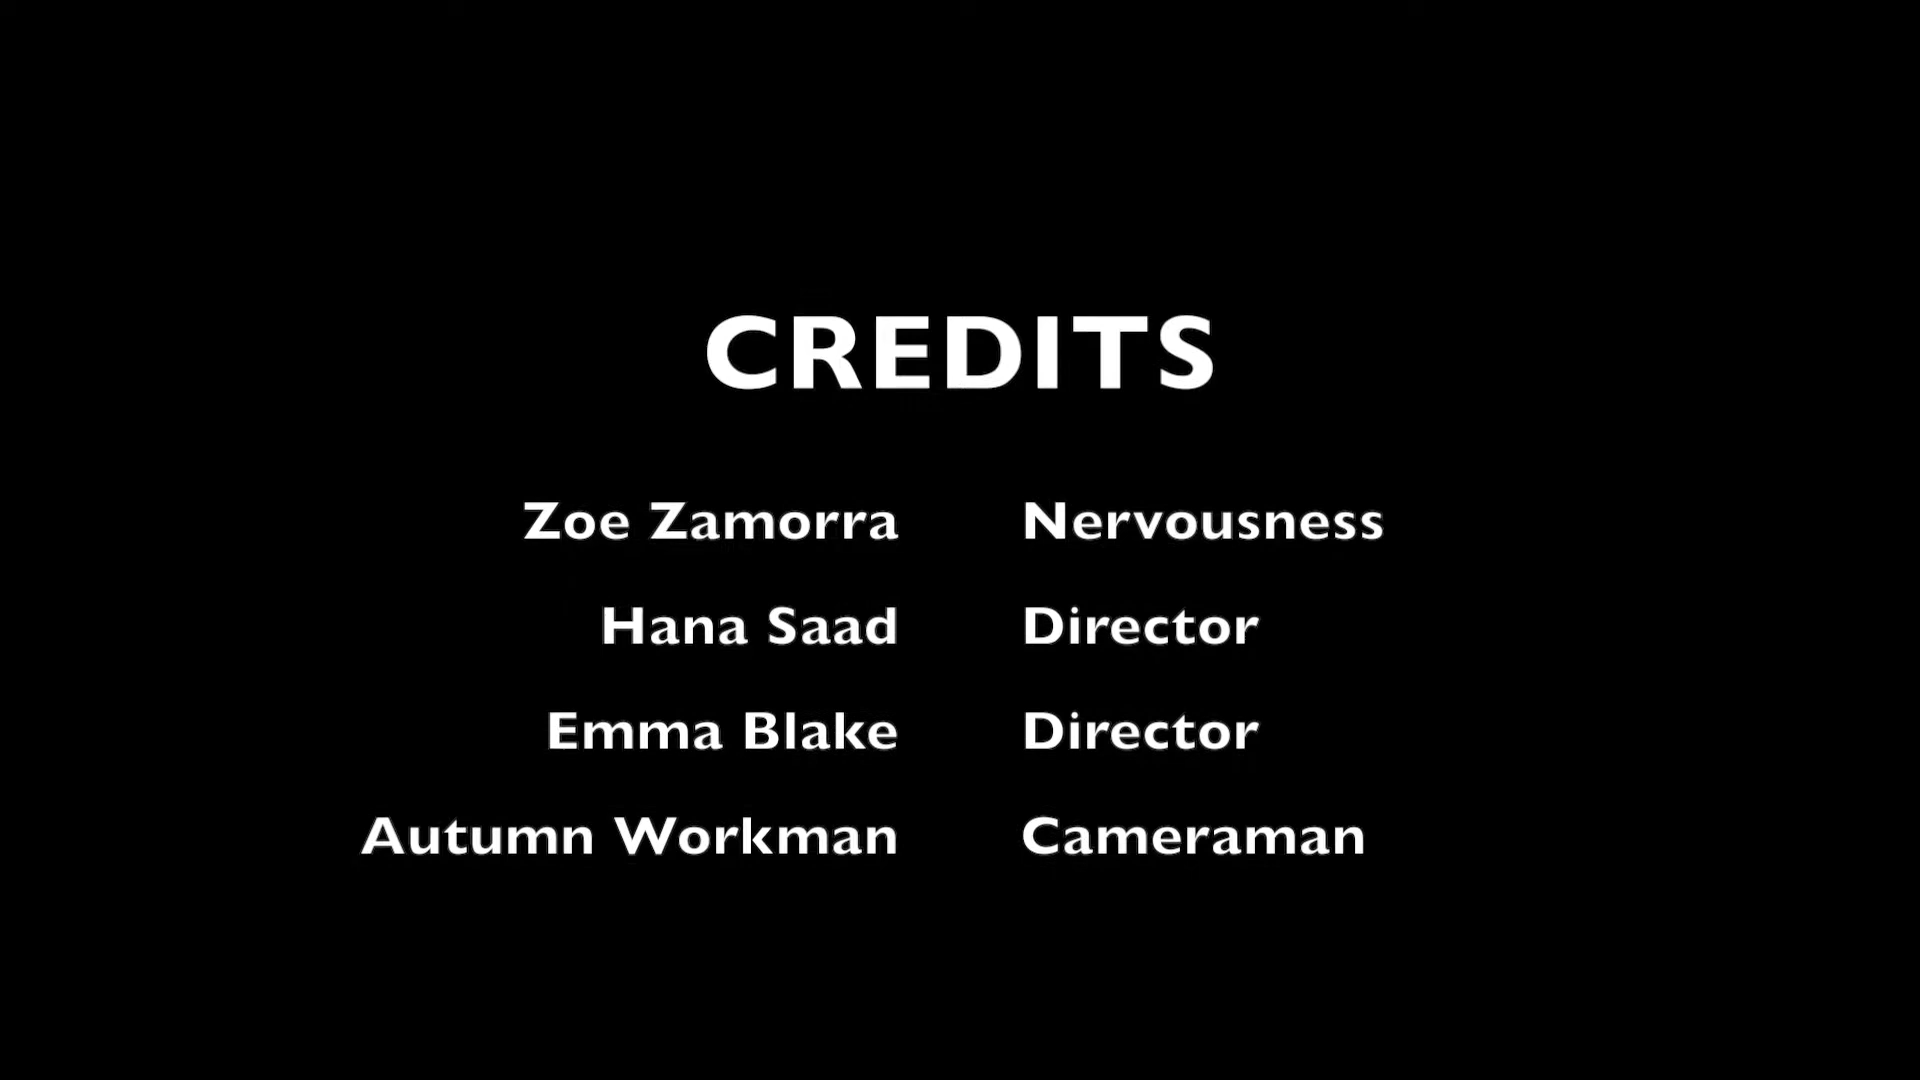 CREDITS
Zoe Zamorra Nervousness
Hana Saad Director
Emma Blake Director
Autumn Workman Cameraman